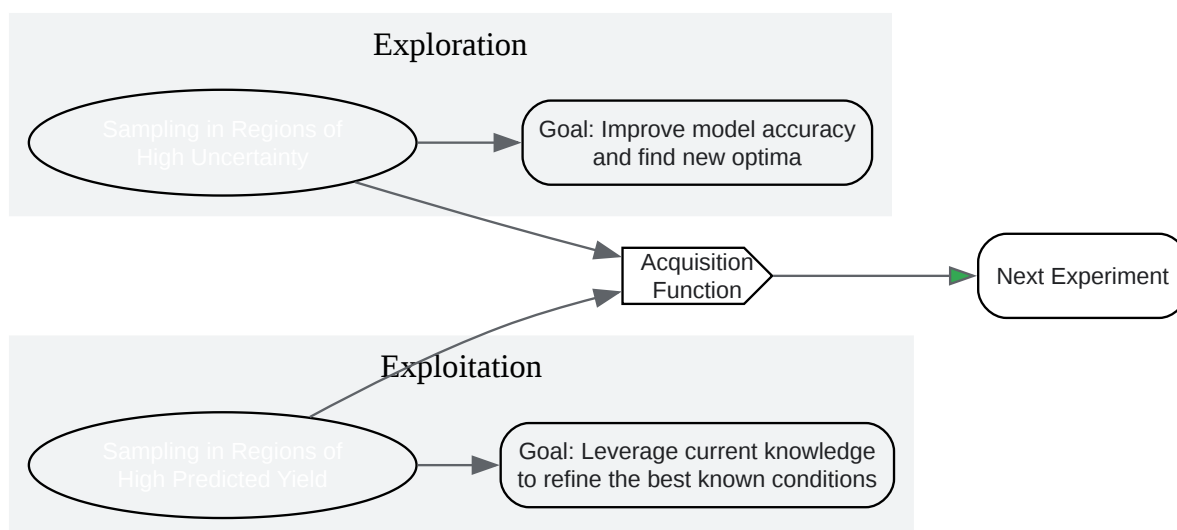 Exploration
Sampling in Regions of
High Uncertainty
Goal: Improve model accuracy
and find new optima
Acquisition
Function
Next Experiment
Exploitation
Sampling in Regions of
High Predicted Yield
Goal: Leverage current knowledge
to refine the best known conditions